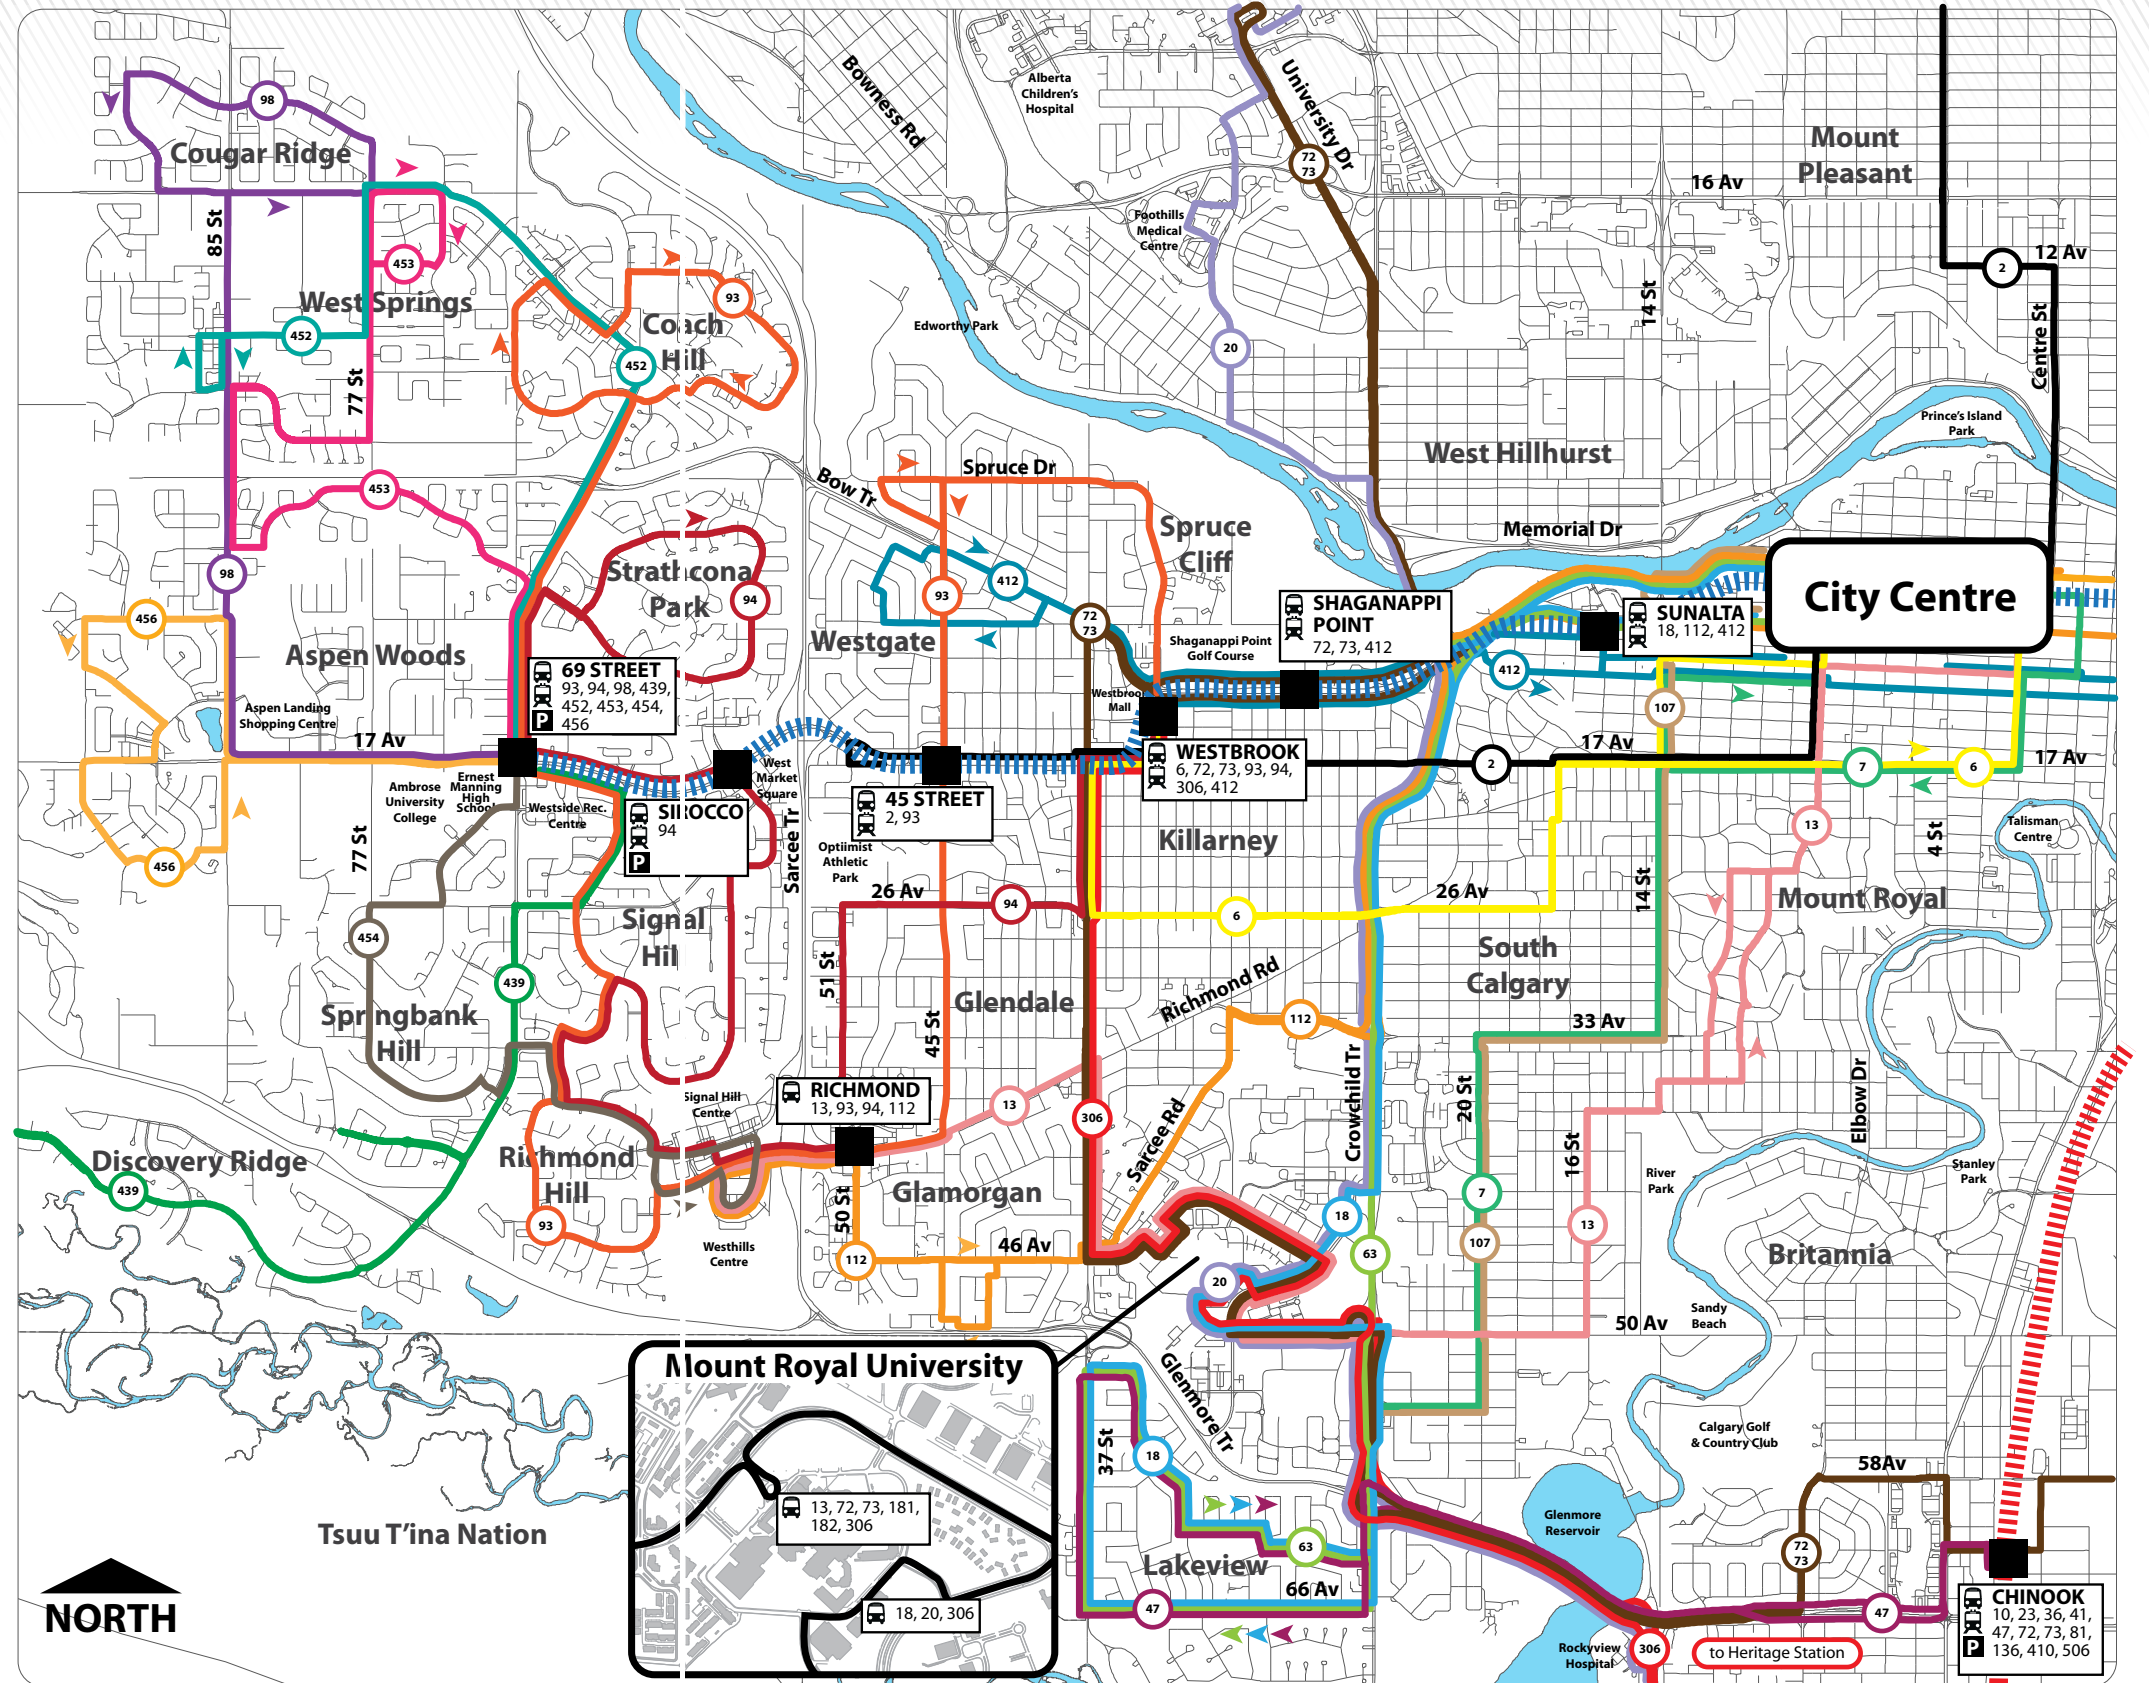 98
Cougar Ridge
85 St
453
West Springs
452
77 St
93
Coach
Hill
452
453
98
456
Aspen Woods
Aspen Landing
Shopping Centre
17 Av
Strathcona
Park
94
69 STREET
93, 94, 98, 439,
452, 453, 454,
456
P
Ambrose
University
College
Ernest
Manning
High
School
Westside Rec.
Centre
456
77 St
454
439
Springbank
Hill
Discovery Ridge
439
Richmond
Hill
93
Tsuu T'ina Nation
NORTH
SIROCCO
94
P
West
Market
Square
Sarcee Tr
Signal
Hil
Signal Hill
Centre
Westhills
Centre
Bowness Rd
Alberta
Children's
Hospital
University Dr
72
73
Foothills
Medical
Centre
20
Edworthy Park
Bow Tr
Spruce Dr
Spruce
Cliff
412
93
Westgate
72
73
Shaganappi Point
Golf Course
Westbrook
Mall
SHAGANAPPI
POINT
72, 73, 412
45 STREET
2, 93
WESTBROOK
6, 72, 73, 93, 94,
306, 412
Optiimist
Athletic
Park
26 Av
94
51 St
45 St
Glendale
Killarney
6
26 Av
Richmond Rd
112
RICHMOND
13, 93, 94, 112
13
306
Sarcee Rd
Crowchild Tr
Glamorgan
50 St
112
46 Av
18
63
20
Mount Royal University
13, 72, 73, 181,
182, 306
18, 20, 306
37 St
Glenmore Tr
18
63
Lakeview
66 Av
47
Mount
Pleasant
16 Av
14 St
12 Av
2
Centre St
Prince's Island
Park
West Hillhurst
Memorial Dr
City Centre
SUNALTA
18, 112, 412
412
107
2
17 Av
7
6
17 Av
13
Talisman
Centre
4 St
14 St
Mount Royal
South
Calgary
33 Av
20 St
7
107
16 St
13
Elbow Dr
River
Park
Stanley
Park
Britannia
Sandy
Beach
50 Av
Calgary Golf
& Country Club
58Av
Glenmore
Reservoir
72
73
47
Rockyview
Hospital
306
to Heritage Station
CHINOOK
10, 23, 36, 41,
47, 72, 73, 81,
136, 410, 506
P